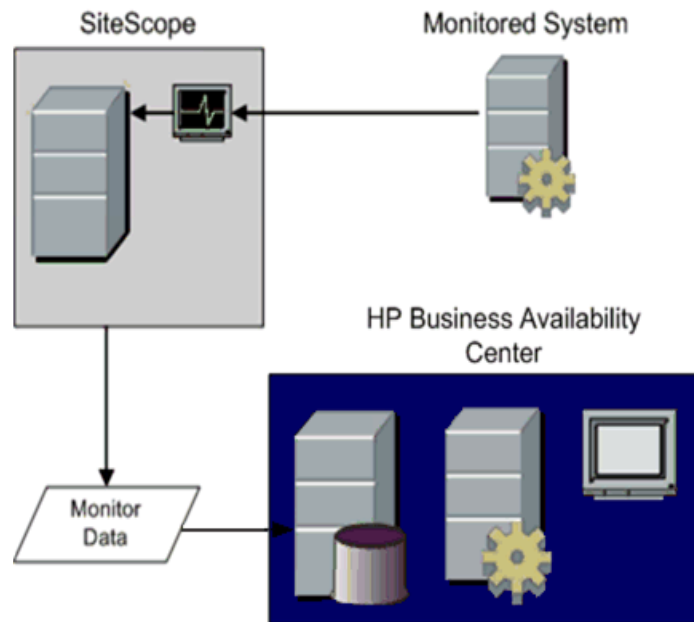 SiteScope
Monitored System
HP Business Availability
Center
Monitor
Data